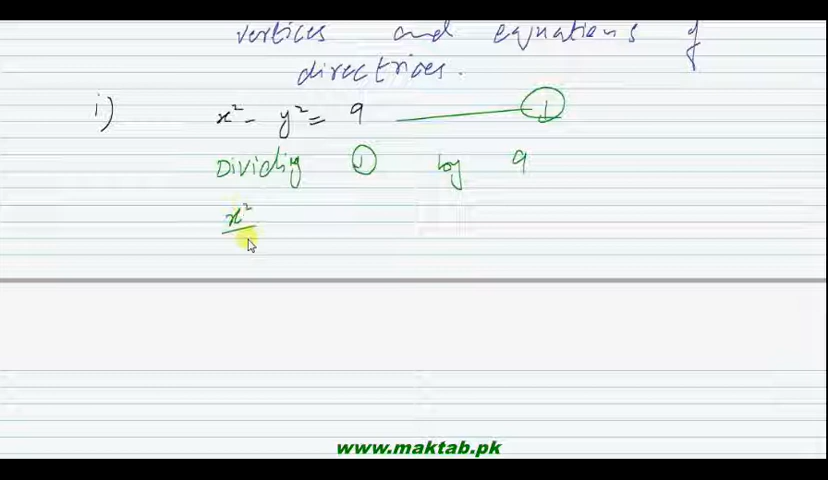 vertices and equations of
directrices.
i) x² - y² = 9 ①
Dividing ① by 9
x²
www.maktab.pk